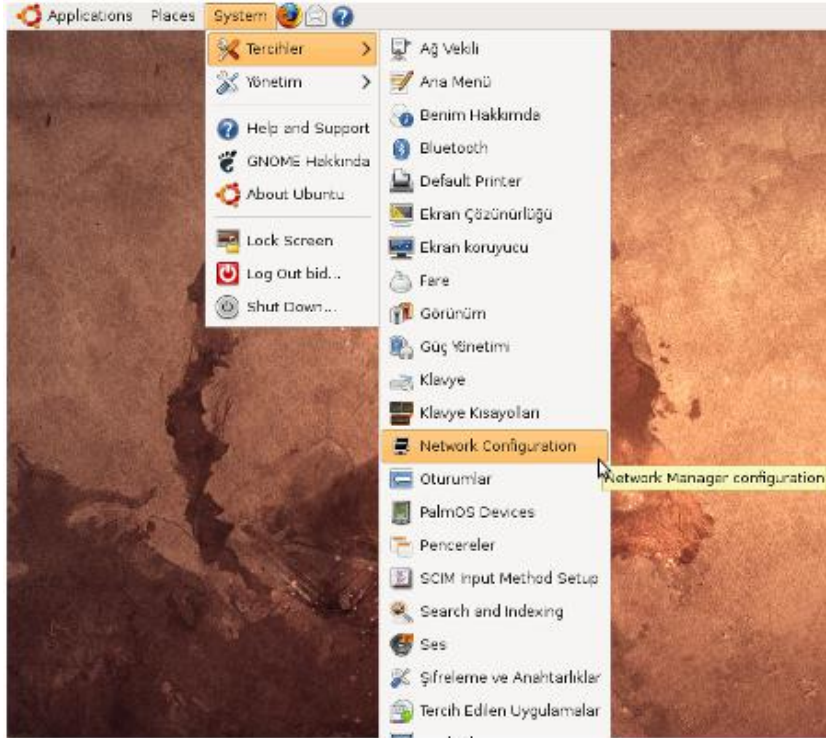 Applications Places System
Tercihler
Yönetim
Help and Support
GNOME Hakkında
About Ubuntu
Lock Screen
Log Out bid...
Shut Down...
Ağ Vekili
Ana Menü
Benim Hakkımda
Bluetooth
Default Printer
Ekran Çözünürlüğü
Ekran koruyucu
Fare
Görünüm
Güç Yönetimi
Klavye
Klavye Kısayolları
Network Configuration
Network Manager configuration
Oturumlar
PalmOS Devices
Pencereler
SCIM Input Method Setup
Search and Indexing
Ses
Şifreleme ve Anahtarlıklar
Tercih Edilen Uygulamalar